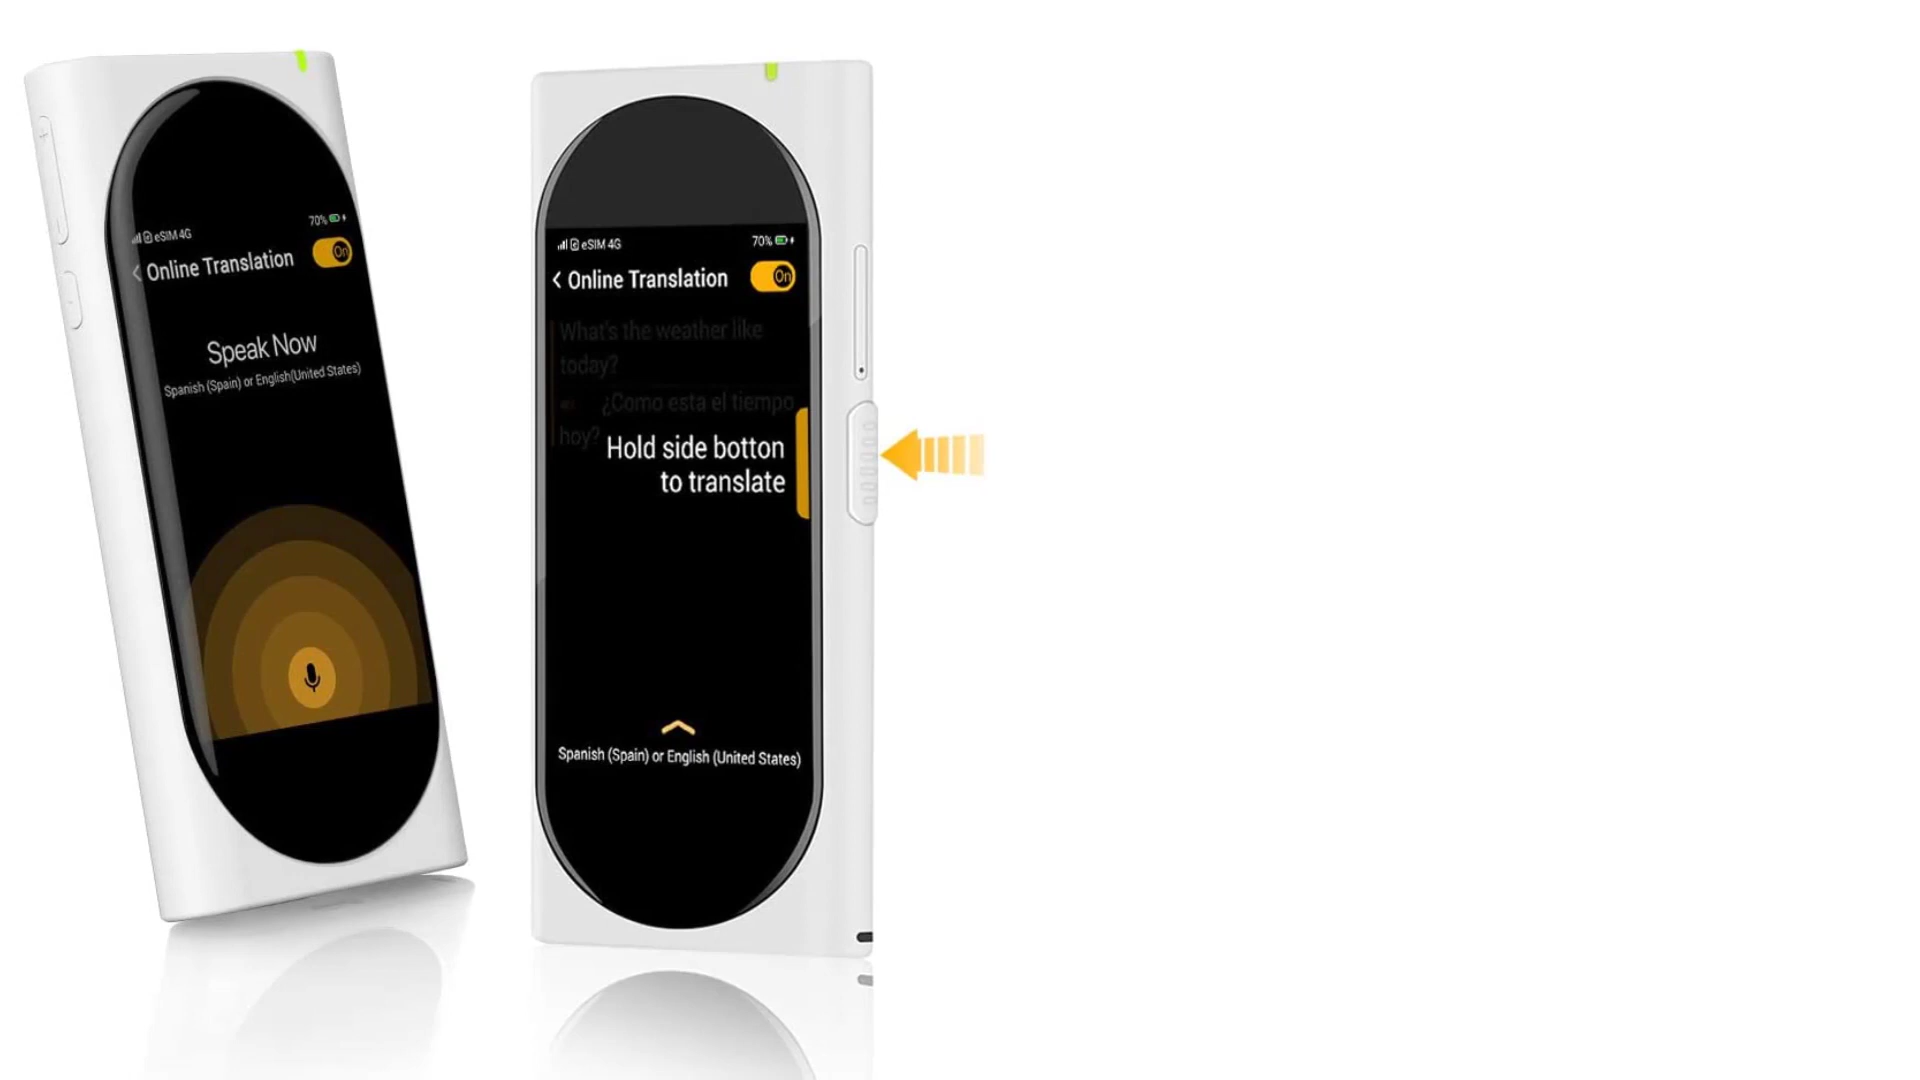 eSIM 4G 70%
Online Translation On
Speak Now
Spanish (Spain) or English(United States)
eSIM 4G 70%
Online Translation On
What's the weather like
today?
¿Como esta el tiempo
hoy?
Hold side botton
to translate
Spanish (Spain) or English (United States)